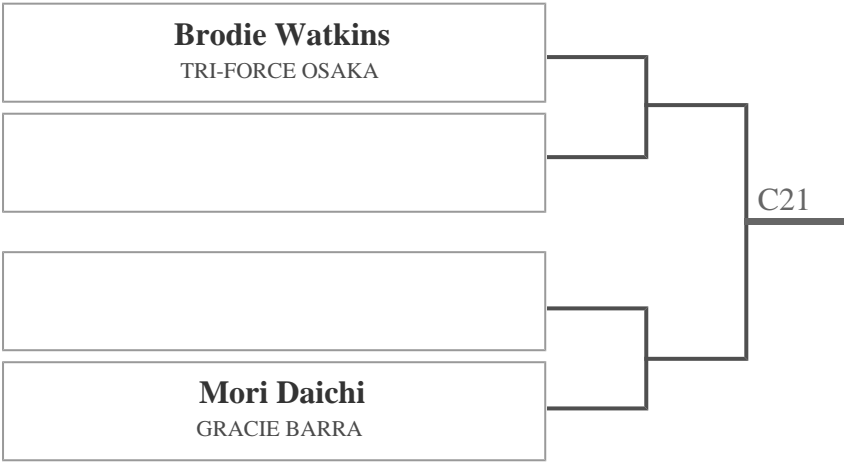 Brodie Watkins
TRI-FORCE OSAKA
C21
Mori Daichi
GRACIE BARRA